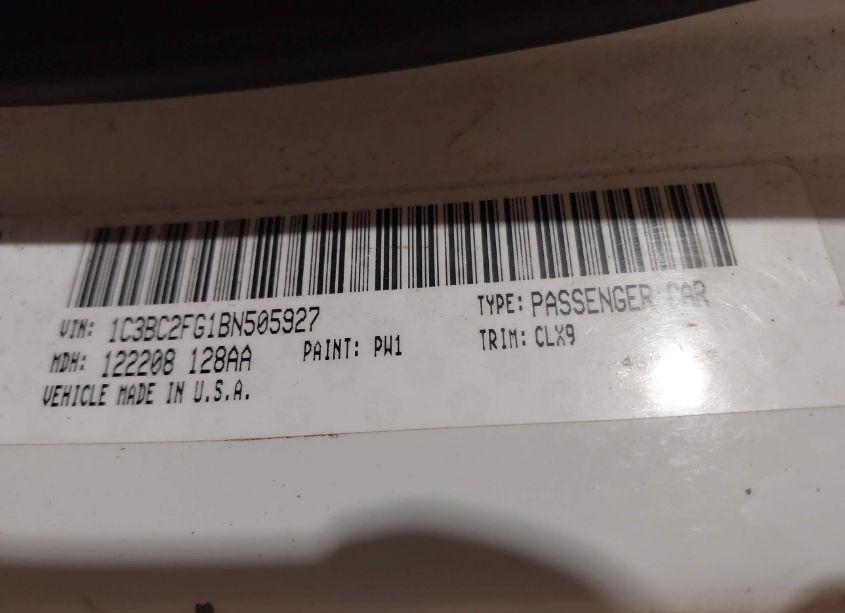 VIN: 1C3BC2FG1BN505927
TYPE: PASSENGER CAR
MDH: 122208 128AA
PAINT: PW1
TRIM: CLX9
VEHICLE MADE IN U.S.A.